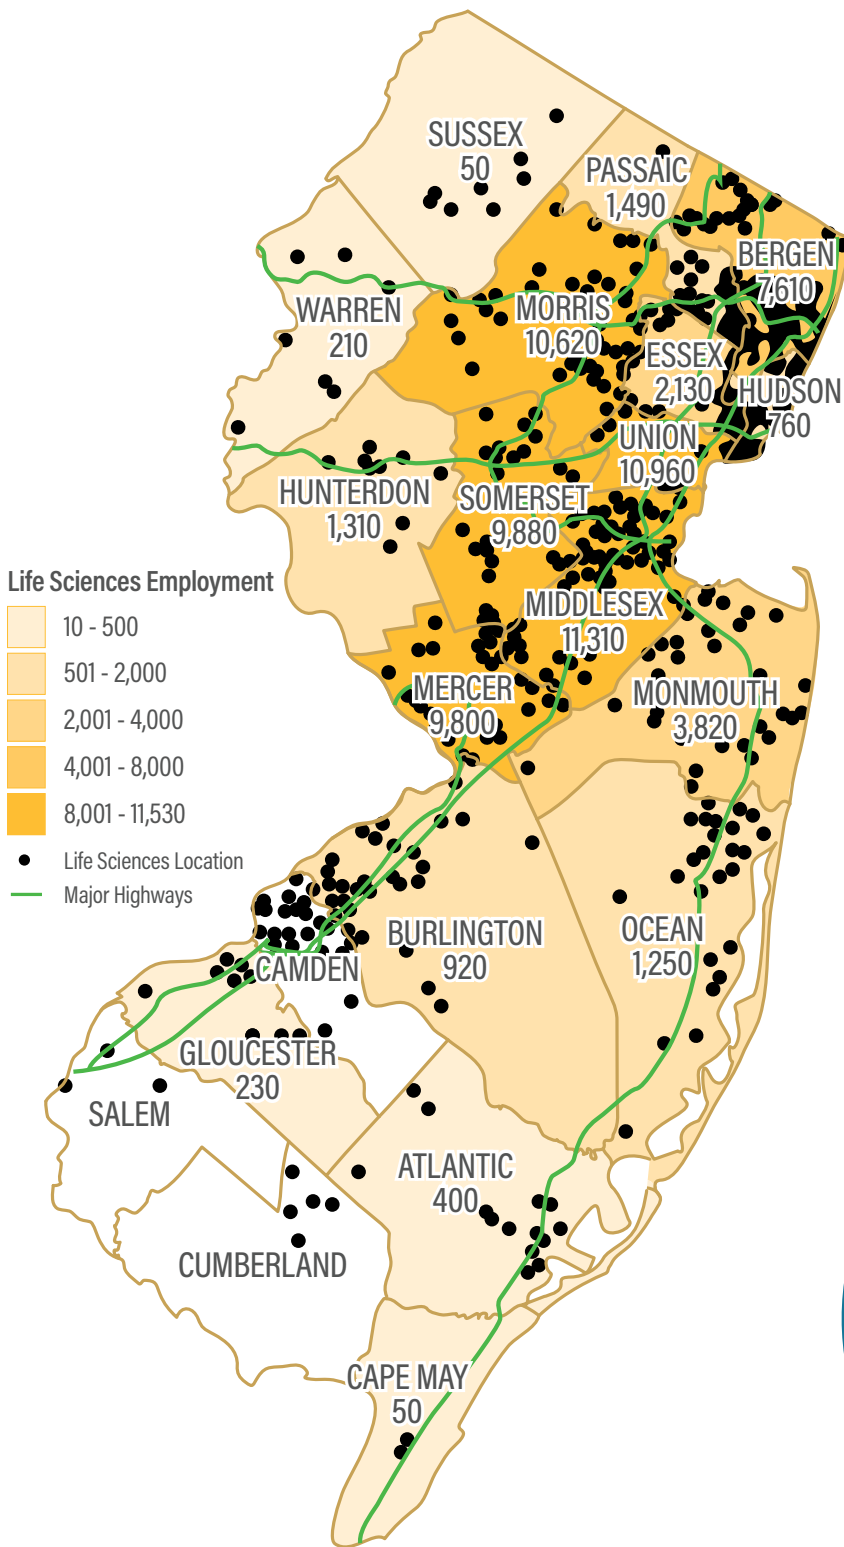 SUSSEX
50
PASSAIC
1,490
BERGEN
7,610
WARREN
210
MORRIS
10,620
ESSEX
2,130
HUDSON
760
UNION
10,960
HUNTERDON
1,310
SOMERSET
9,880
Life Sciences Employment
10 - 500
501 - 2,000
2,001 - 4,000
4,001 - 8,000
8,001 - 11,530
Life Sciences Location
Major Highways
MIDDLESEX
11,310
MERCER
9,800
MONMOUTH
3,820
BURLINGTON
920
OCEAN
1,250
CAMDEN
GLOUCESTER
230
SALEM
ATLANTIC
400
CUMBERLAND
CAPE MAY
50